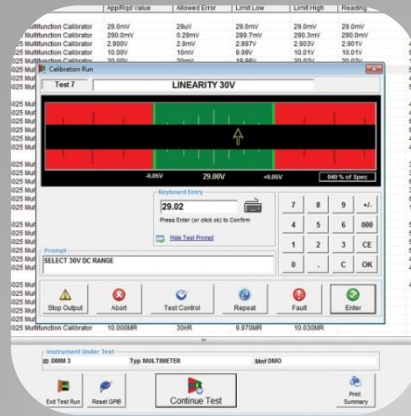 App/Rqd Value Allowed Error Limit Low Limit High Reading
Multifunction Calibrator 29.0mV 29uV 29.0mV 29.0mV 29.0mV
Multifunction Calibrator 290.0mV 0.29mV 289.7mV 290.3mV 290.0mV
Multifunction Calibrator 2.900V 2.9mV 2.897V 2.903V 2.901V
Multifunction Calibrator 10.00V 10mV 9.99V 10.01V 10.01V
Calibration Run
Test 7 LINEARITY 30V
-0.05V 29.00V +0.05V 040 % of Spec
Keyboard Entry
29.02
Press Enter (or click ok) to Confirm
Hide Test Prompt
7 8 9 +/-
4 5 6 000
1 2 3 CE
0 . C OK
Prompt
SELECT 30V DC RANGE
Stop Output Abort Test Control Repeat Fault Enter
025 Multifunction Calibrator 10.000MR 30kR 9.970MR 10.030MR
Instrument Under Test
ID DMM 3 Typ MULTIMETER Mnf DMO
Exit Test Run Reset GPIB Continue Test Print Summary